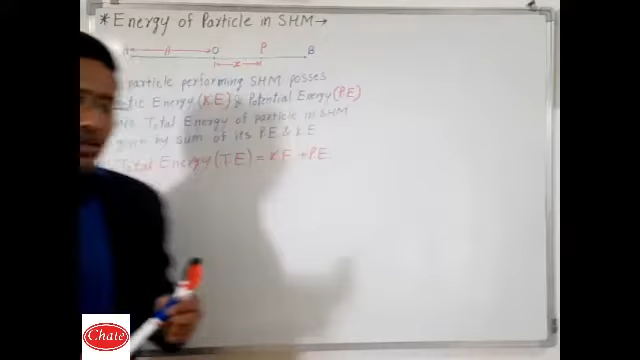 * Energy of Particle in SHM→
A O P B
x
particle performing SHM posses
Energy (KE) & Potential Energy (PE)
Total Energy of particle in SHM
given by sum of its PE & KE
Total Energy (TE) = KE + PE
Chate